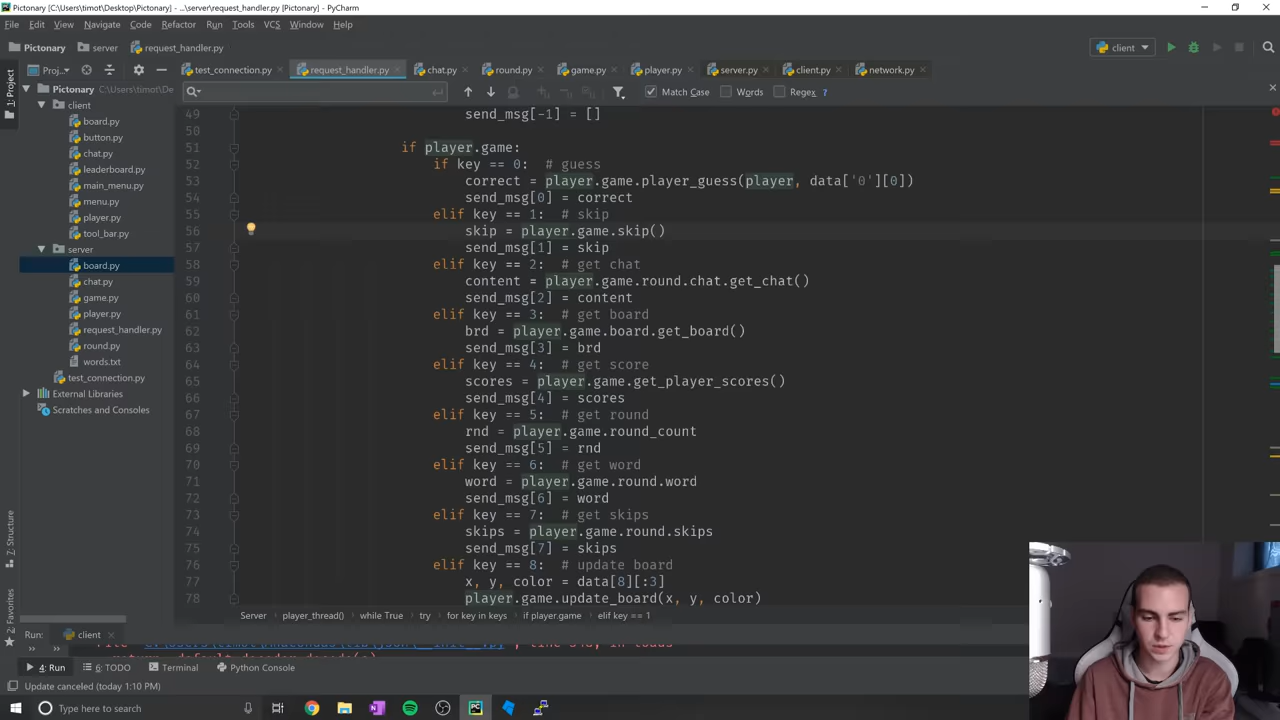 Pictonary [C:\Users\timot\Desktop\Pictonary] - ...\server\request_handler.py [Pictonary] - PyCharm
File Edit View Navigate Code Refactor Run Tools VCS Window Help
Pictonary server request_handler.py client
Proj... test_connection.py request_handler.py chat.py round.py game.py player.py server.py client.py network.py
1: Project
Match Case Words Regex ?
Pictonary C:\Users\timot\Des
client
board.py
button.py
chat.py
leaderboard.py
main_menu.py
menu.py
player.py
tool_bar.py
server
board.py
chat.py
game.py
player.py
request_handler.py
round.py
words.txt
test_connection.py
External Libraries
Scratches and Consoles
49 send_msg[-1] = []
50
51 if player.game:
52 if key == 0: # guess
53 correct = player.game.player_guess(player, data['0'][0])
54 send_msg[0] = correct
55 elif key == 1: # skip
56 skip = player.game.skip()
57 send_msg[1] = skip
58 elif key == 2: # get chat
59 content = player.game.round.chat.get_chat()
60 send_msg[2] = content
61 elif key == 3: # get board
62 brd = player.game.board.get_board()
63 send_msg[3] = brd
64 elif key == 4: # get score
65 scores = player.game.get_player_scores()
66 send_msg[4] = scores
67 elif key == 5: # get round
68 rnd = player.game.round_count
69 send_msg[5] = rnd
70 elif key == 6: # get word
71 word = player.game.round.word
72 send_msg[6] = word
73 elif key == 7: # get skips
74 skips = player.game.round.skips
75 send_msg[7] = skips
76 elif key == 8: # update board
77 x, y, color = data[8][:3]
78 player.game.update_board(x, y, color)
Server player_thread() while True try for key in keys if player.game elif key == 1
7: Structure
2: Favorites
Run: client
4: Run 6: TODO Terminal Python Console
Update canceled (today 1:10 PM)
Type here to search